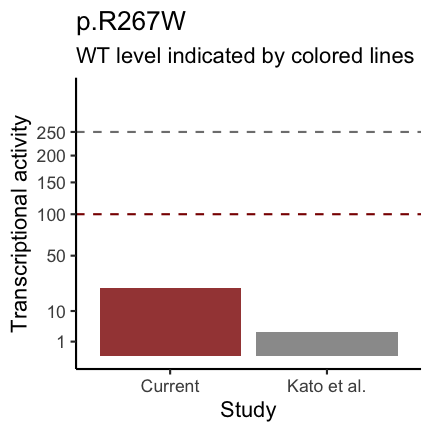 p.R267W
WT level indicated by colored lines
Transcriptional activity
250
200
150
100
50
10
1
Current
Kato et al.
Study